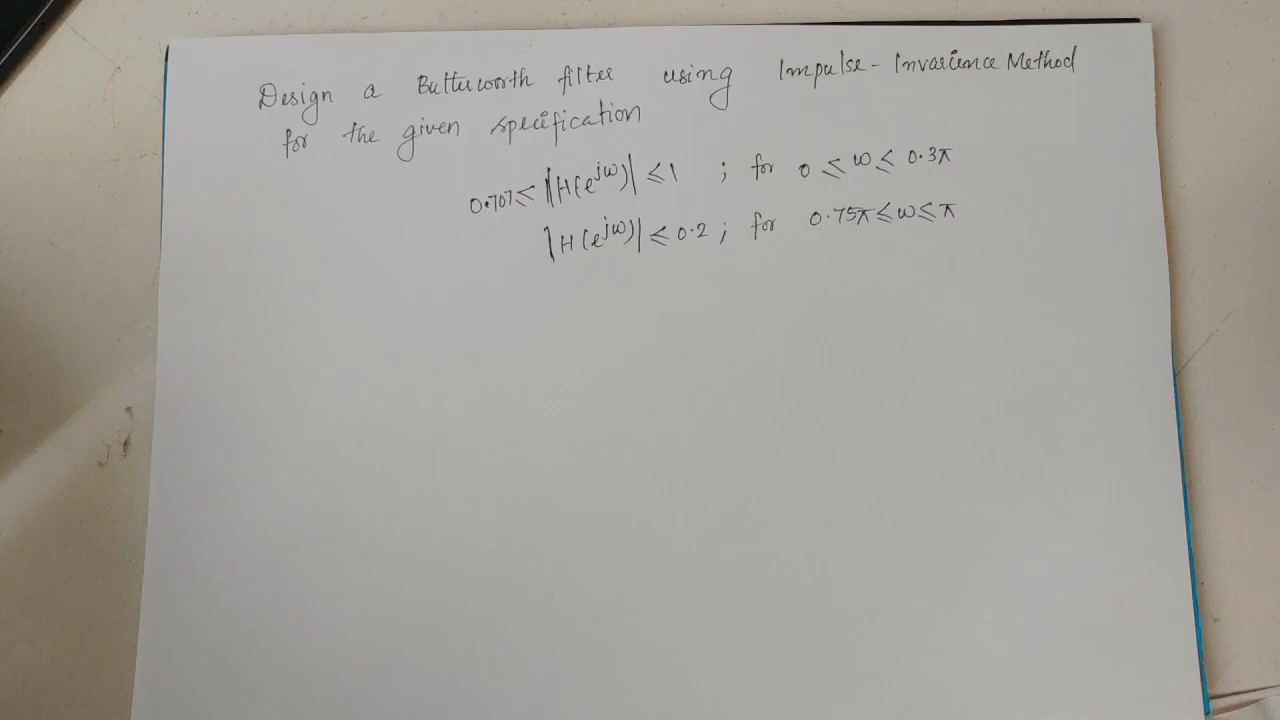 Design a Butterworth filter using Impulse-Invarience Method
for the given specification
0.707≤ |H(e^jω)| ≤1 ; for 0 ≤ ω ≤ 0.3π
|H(e^jω)| ≤ 0.2 ; for 0.75π ≤ ω ≤ π